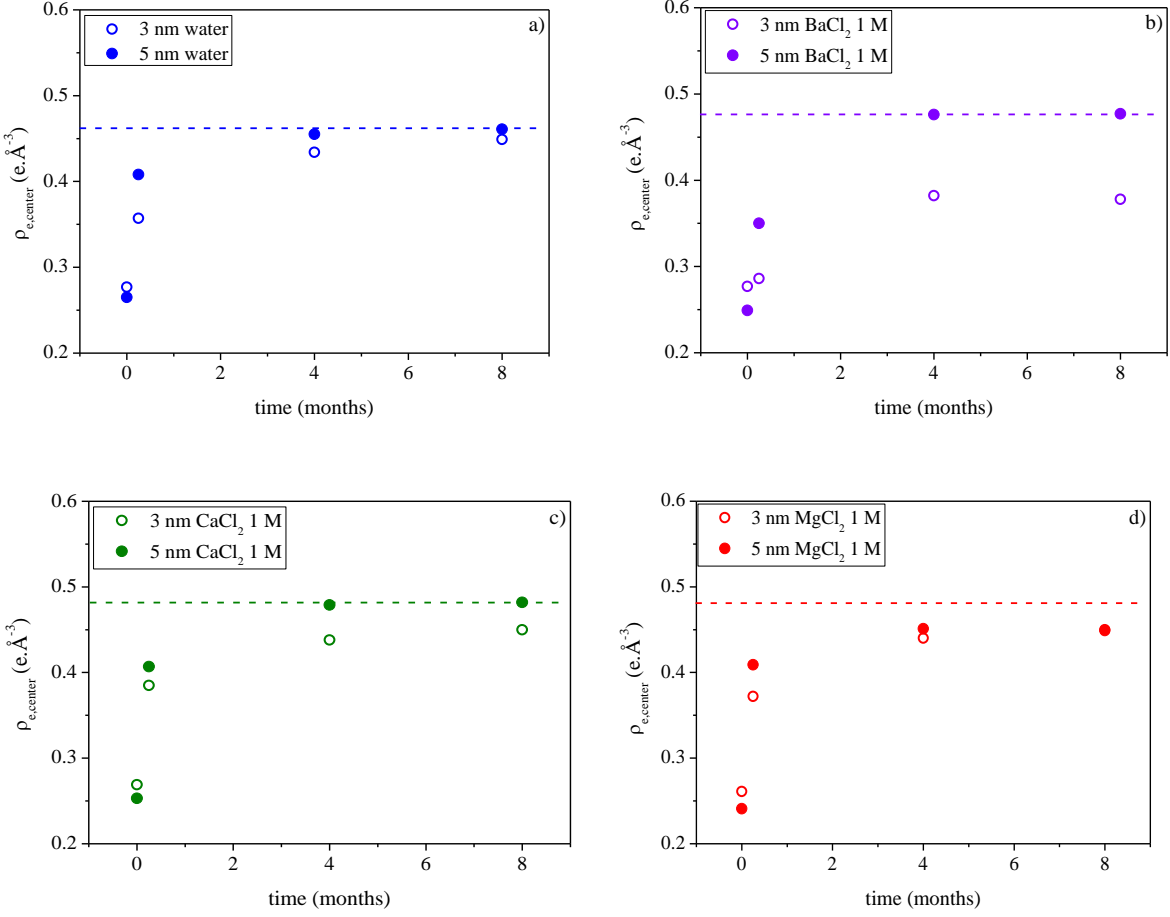 a)
3 nm water
5 nm water
0.6
0.5
0.4
0.3
0.2
ρe,center (e.Å-3)
0 2 4 6 8
time (months)
b)
3 nm BaCl2 1 M
5 nm BaCl2 1 M
0.6
0.5
0.4
0.3
0.2
ρe,center (e.Å-3)
0 2 4 6 8
time (months)
c)
3 nm CaCl2 1 M
5 nm CaCl2 1 M
0.6
0.5
0.4
0.3
0.2
ρe,center (e.Å-3)
0 2 4 6 8
time (months)
d)
3 nm MgCl2 1 M
5 nm MgCl2 1 M
0.6
0.5
0.4
0.3
0.2
ρe,center (e.Å-3)
0 2 4 6 8
time (months)